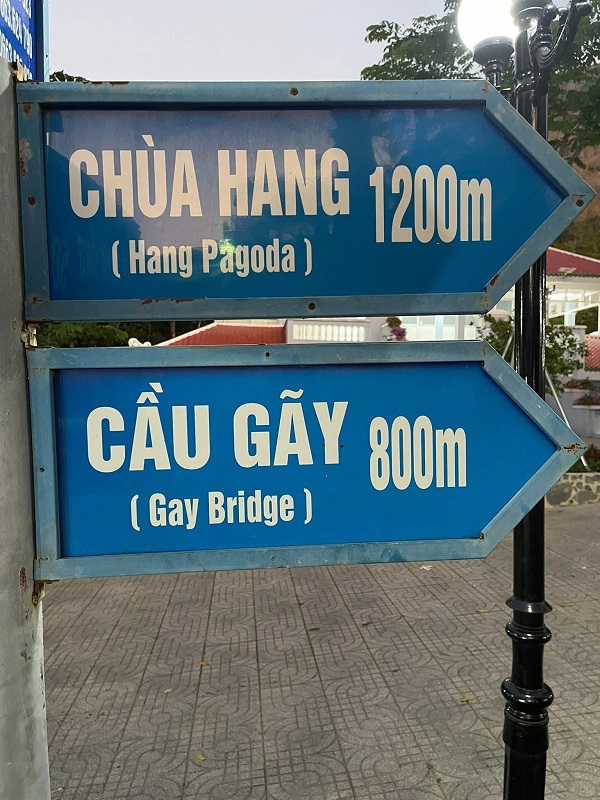 CHÙA HANG 1200m
( Hang Pagoda )
CẦU GÃY 800m
( Gay Bridge )